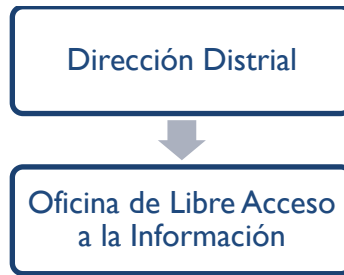 Dirección Distrial
Oficina de Libre Acceso
a la Información